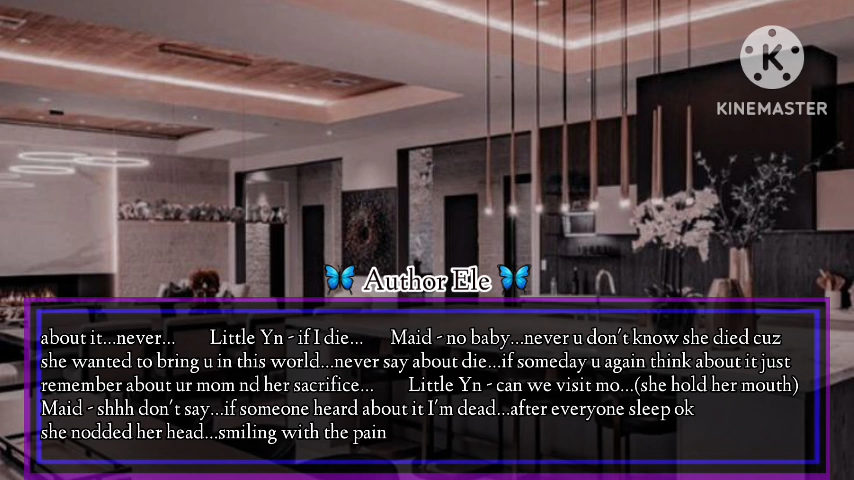 KINEMASTER
🦋 Author Ele 🦋
about it...never... Little Yn - if I die... Maid - no baby...never u don't know she died cuz
she wanted to bring u in this world...never say about die...if someday u again think about it just
remember about ur mom nd her sacrifice... Little Yn - can we visit mo...(she hold her mouth)
Maid - shhh don't say...if someone heard about it I'm dead...after everyone sleep ok
she nodded her head...smiling with the pain